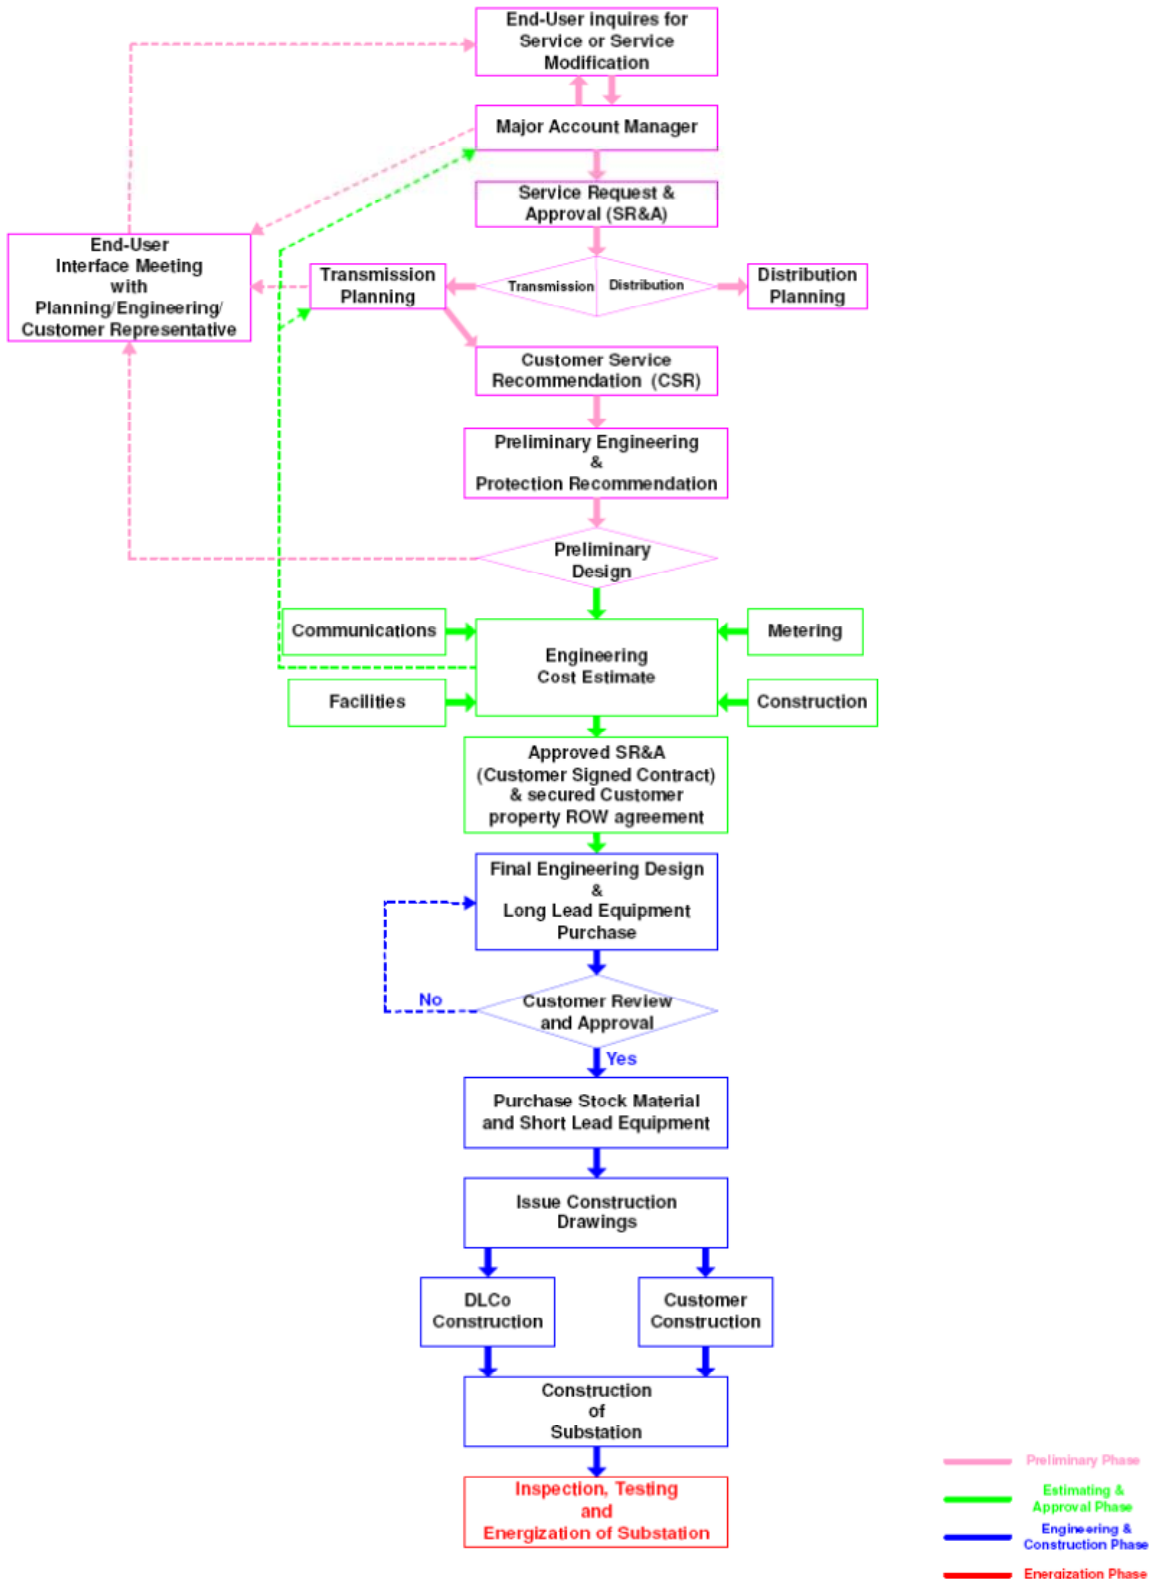 End-User inquires for
Service or Service
Modification
Major Account Manager
Service Request &
Approval (SR&A)
End-User
Interface Meeting
with
Planning/Engineering/
Customer Representative
Transmission
Planning
Transmission
Distribution
Distribution
Planning
Customer Service
Recommendation (CSR)
Preliminary Engineering
&
Protection Recommendation
Preliminary
Design
Communications
Metering
Engineering
Cost Estimate
Facilities
Construction
Approved SR&A
(Customer Signed Contract)
& secured Customer
property ROW agreement
Final Engineering Design
&
Long Lead Equipment
Purchase
No
Customer Review
and Approval
Yes
Purchase Stock Material
and Short Lead Equipment
Issue Construction
Drawings
DLCo
Construction
Customer
Construction
Construction
of
Substation
Inspection, Testing
and
Energization of Substation
Preliminary Phase
Estimating &
Approval Phase
Engineering &
Construction Phase
Energization Phase